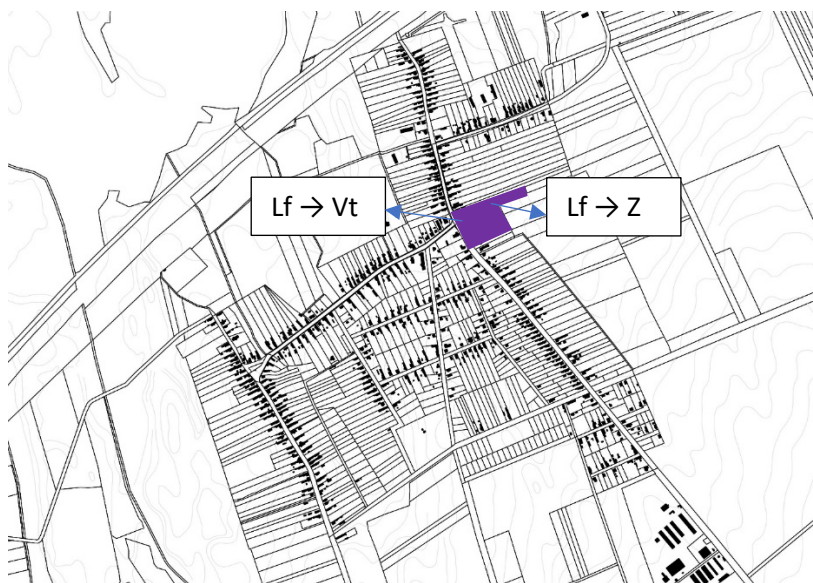 Lf → Vt
Lf → Z